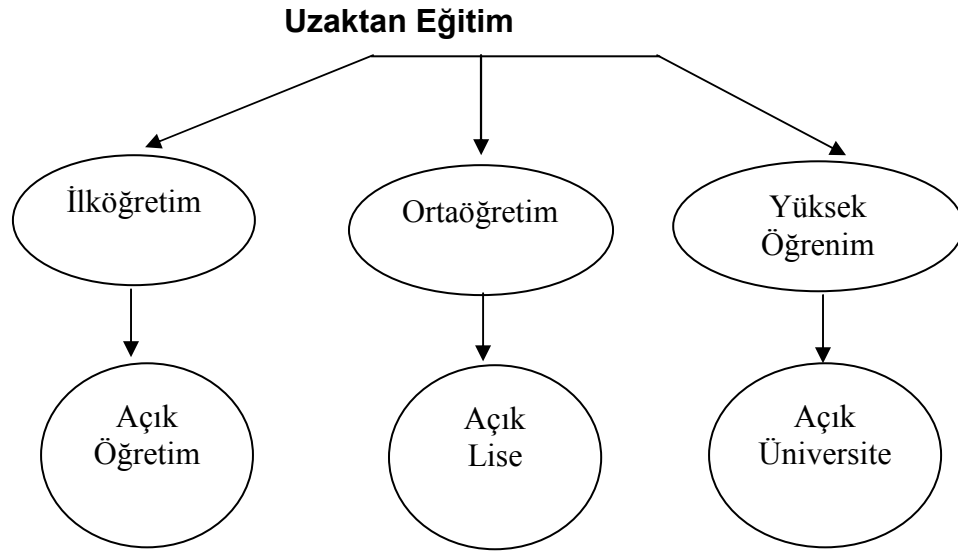 Uzaktan Eğitim
İlköğretim
Ortaöğretim
Yüksek
Öğrenim
Açık
Öğretim
Açık
Lise
Açık
Üniversite